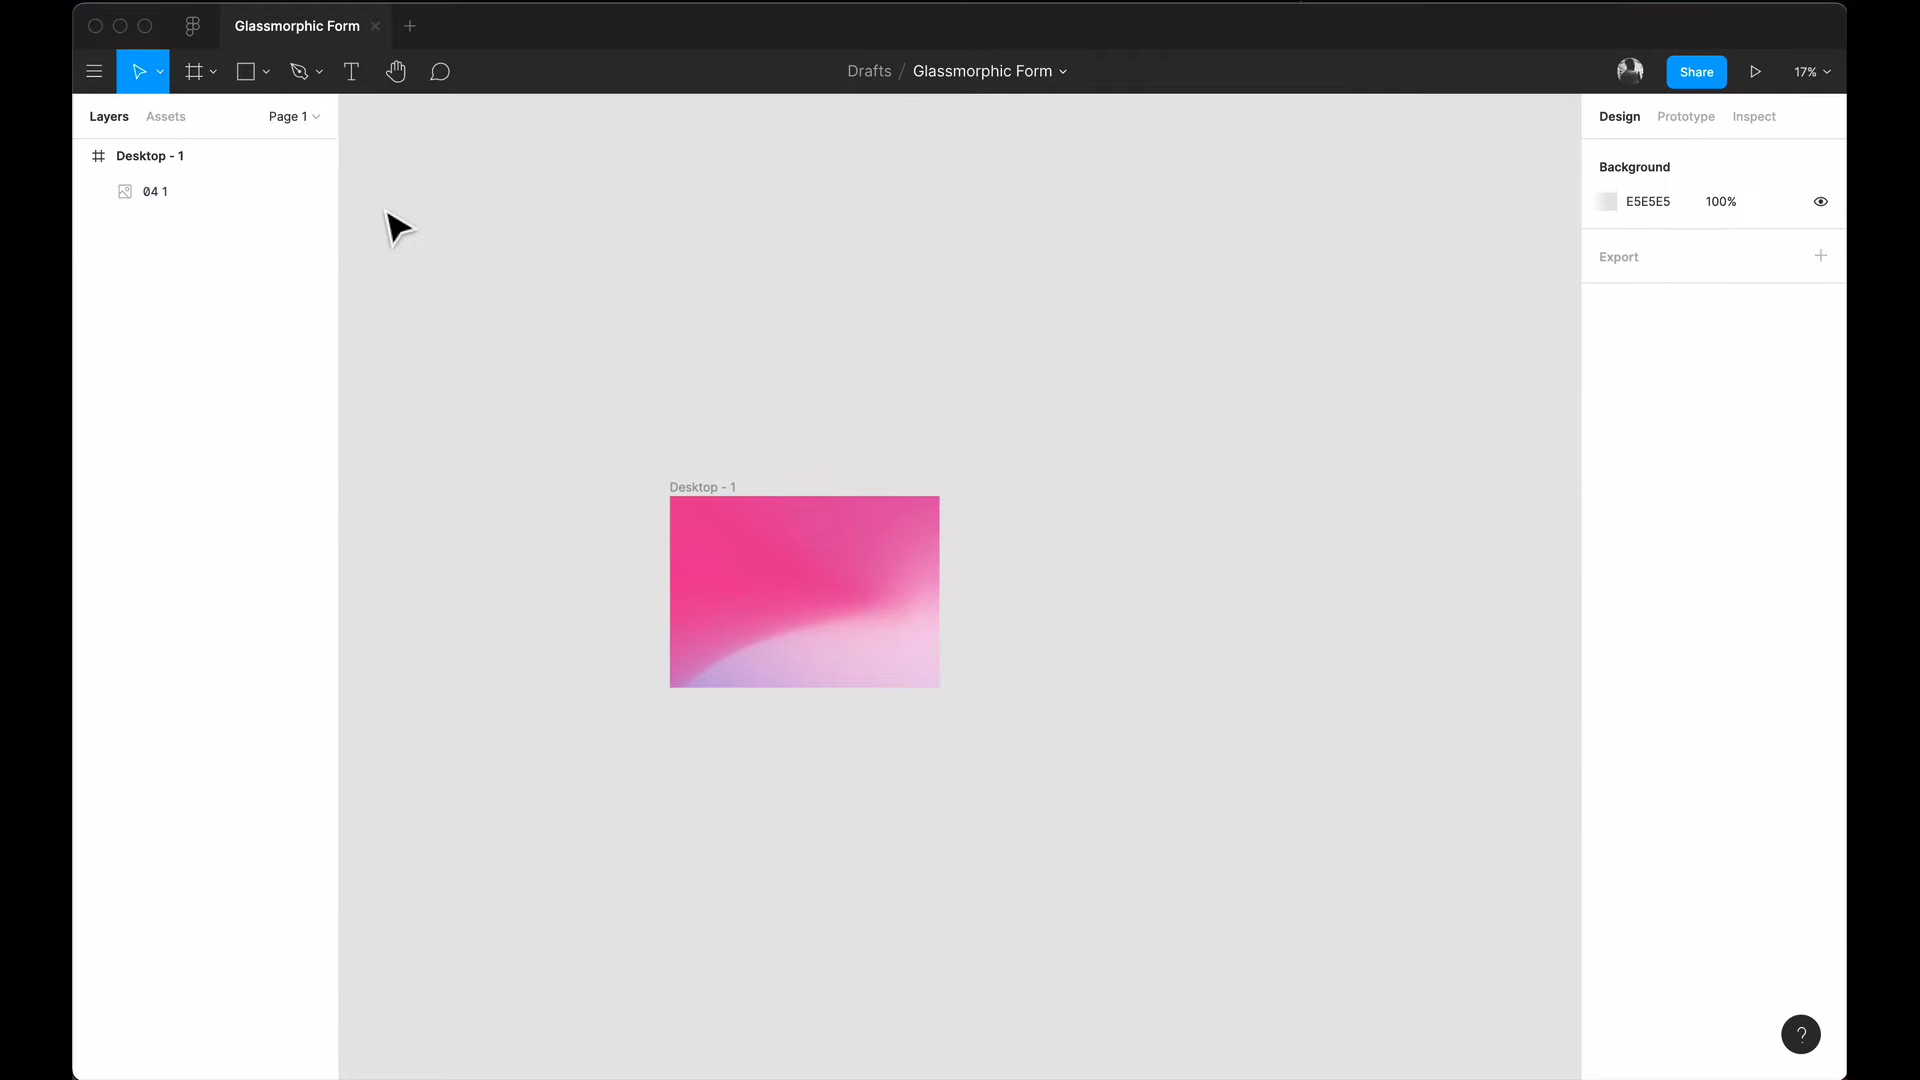 Glassmorphic Form
Drafts / Glassmorphic Form
Share
17%
Layers
Assets
Page 1
Desktop - 1
04 1
Desktop - 1
Design
Prototype
Inspect
Background
E5E5E5
100%
Export
?